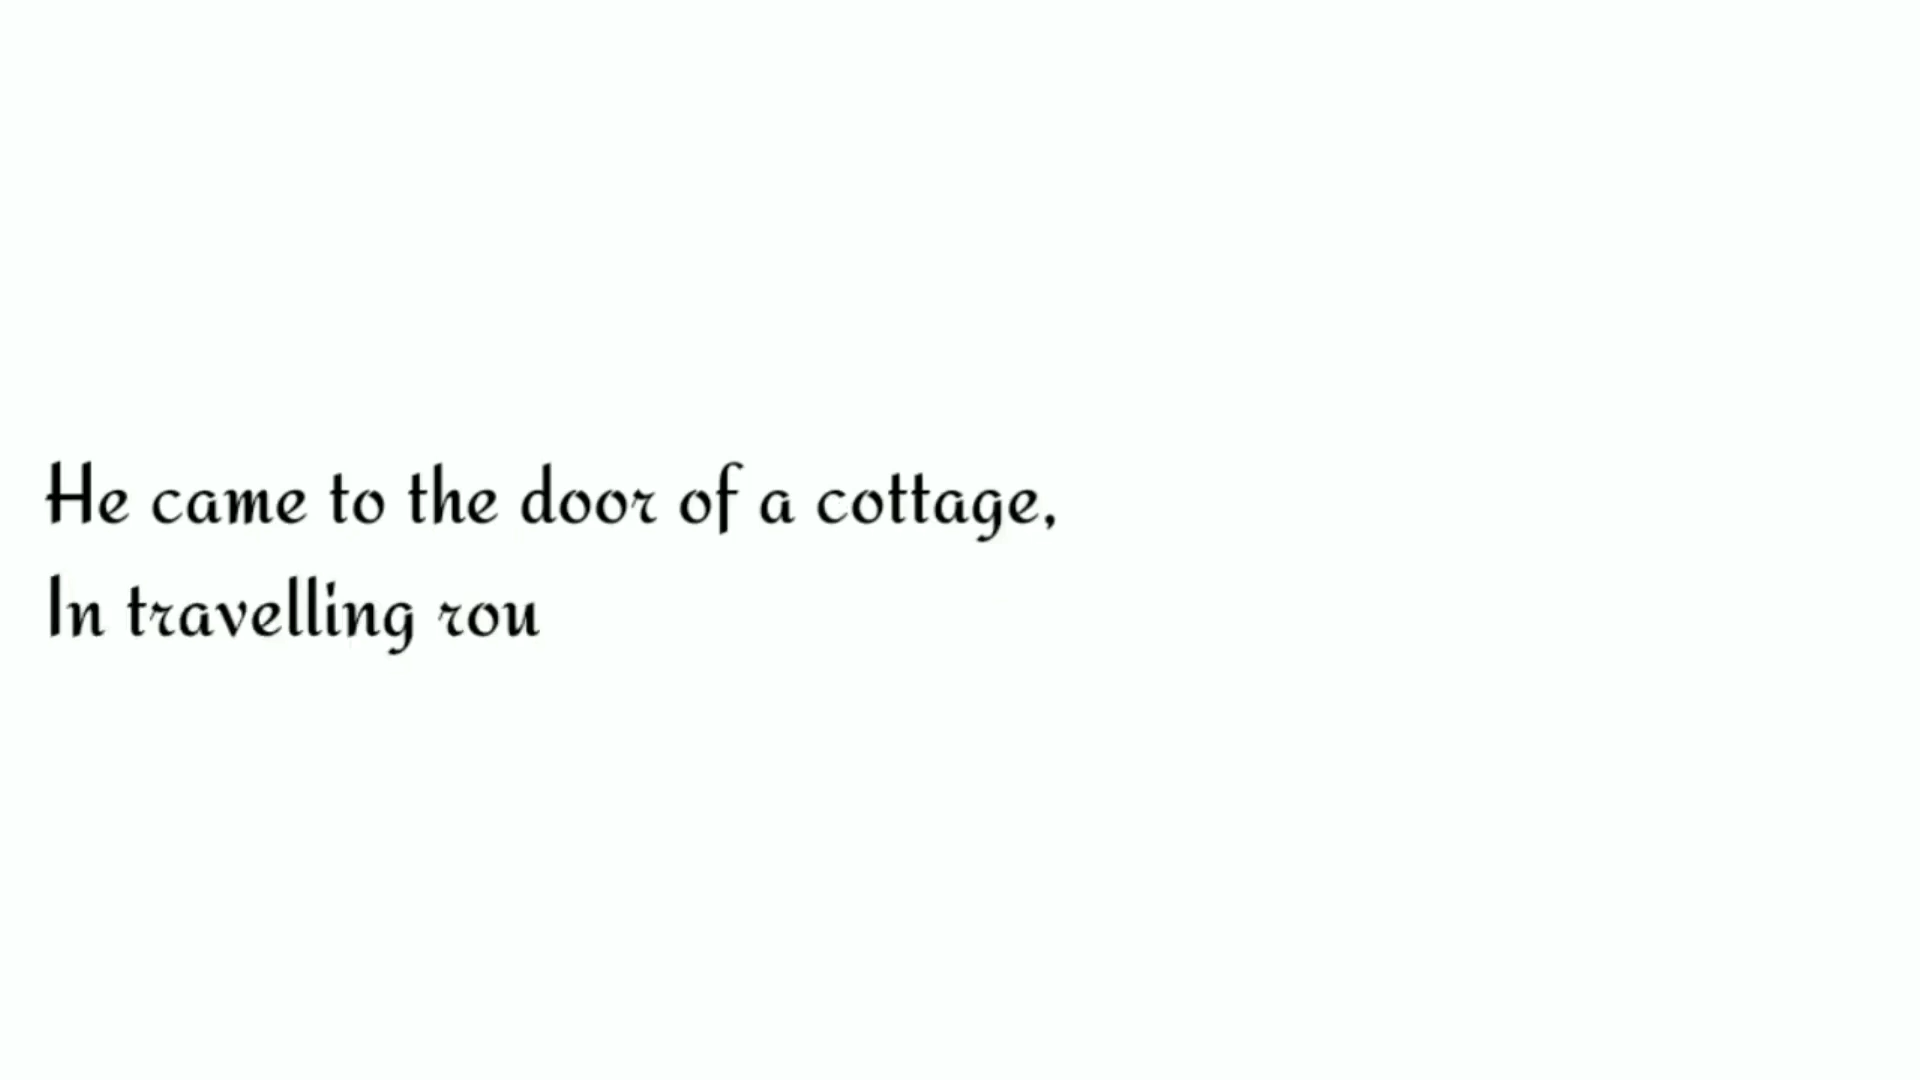 He came to the door of a cottage,
In travelling rou